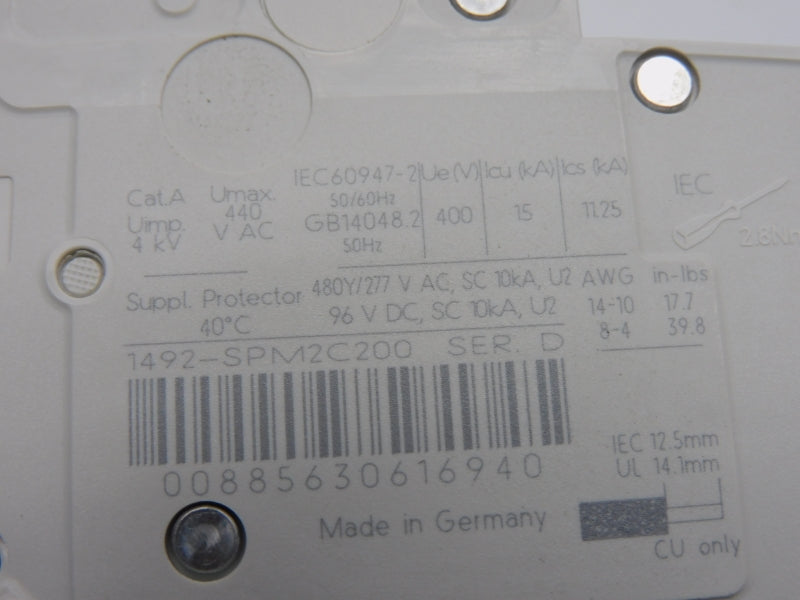 Cat.A Umax. 440 V AC
Uimp. 4 kV
IEC60947-2 Ue (V) Icu (kA) Ics (kA)
50/60Hz
GB14048.2 400 15 11.25
50Hz
IEC
2.8Nm
Suppl. Protector 480Y/277 V AC, SC 10kA, U2
40°C 96 V DC, SC 10kA, U2
AWG in-lbs
14-10 17.7
8-4 39.8
1492-SPM2C200 SER. D
00885630616940
Made in Germany
IEC 12.5mm
UL 14.1mm
CU only